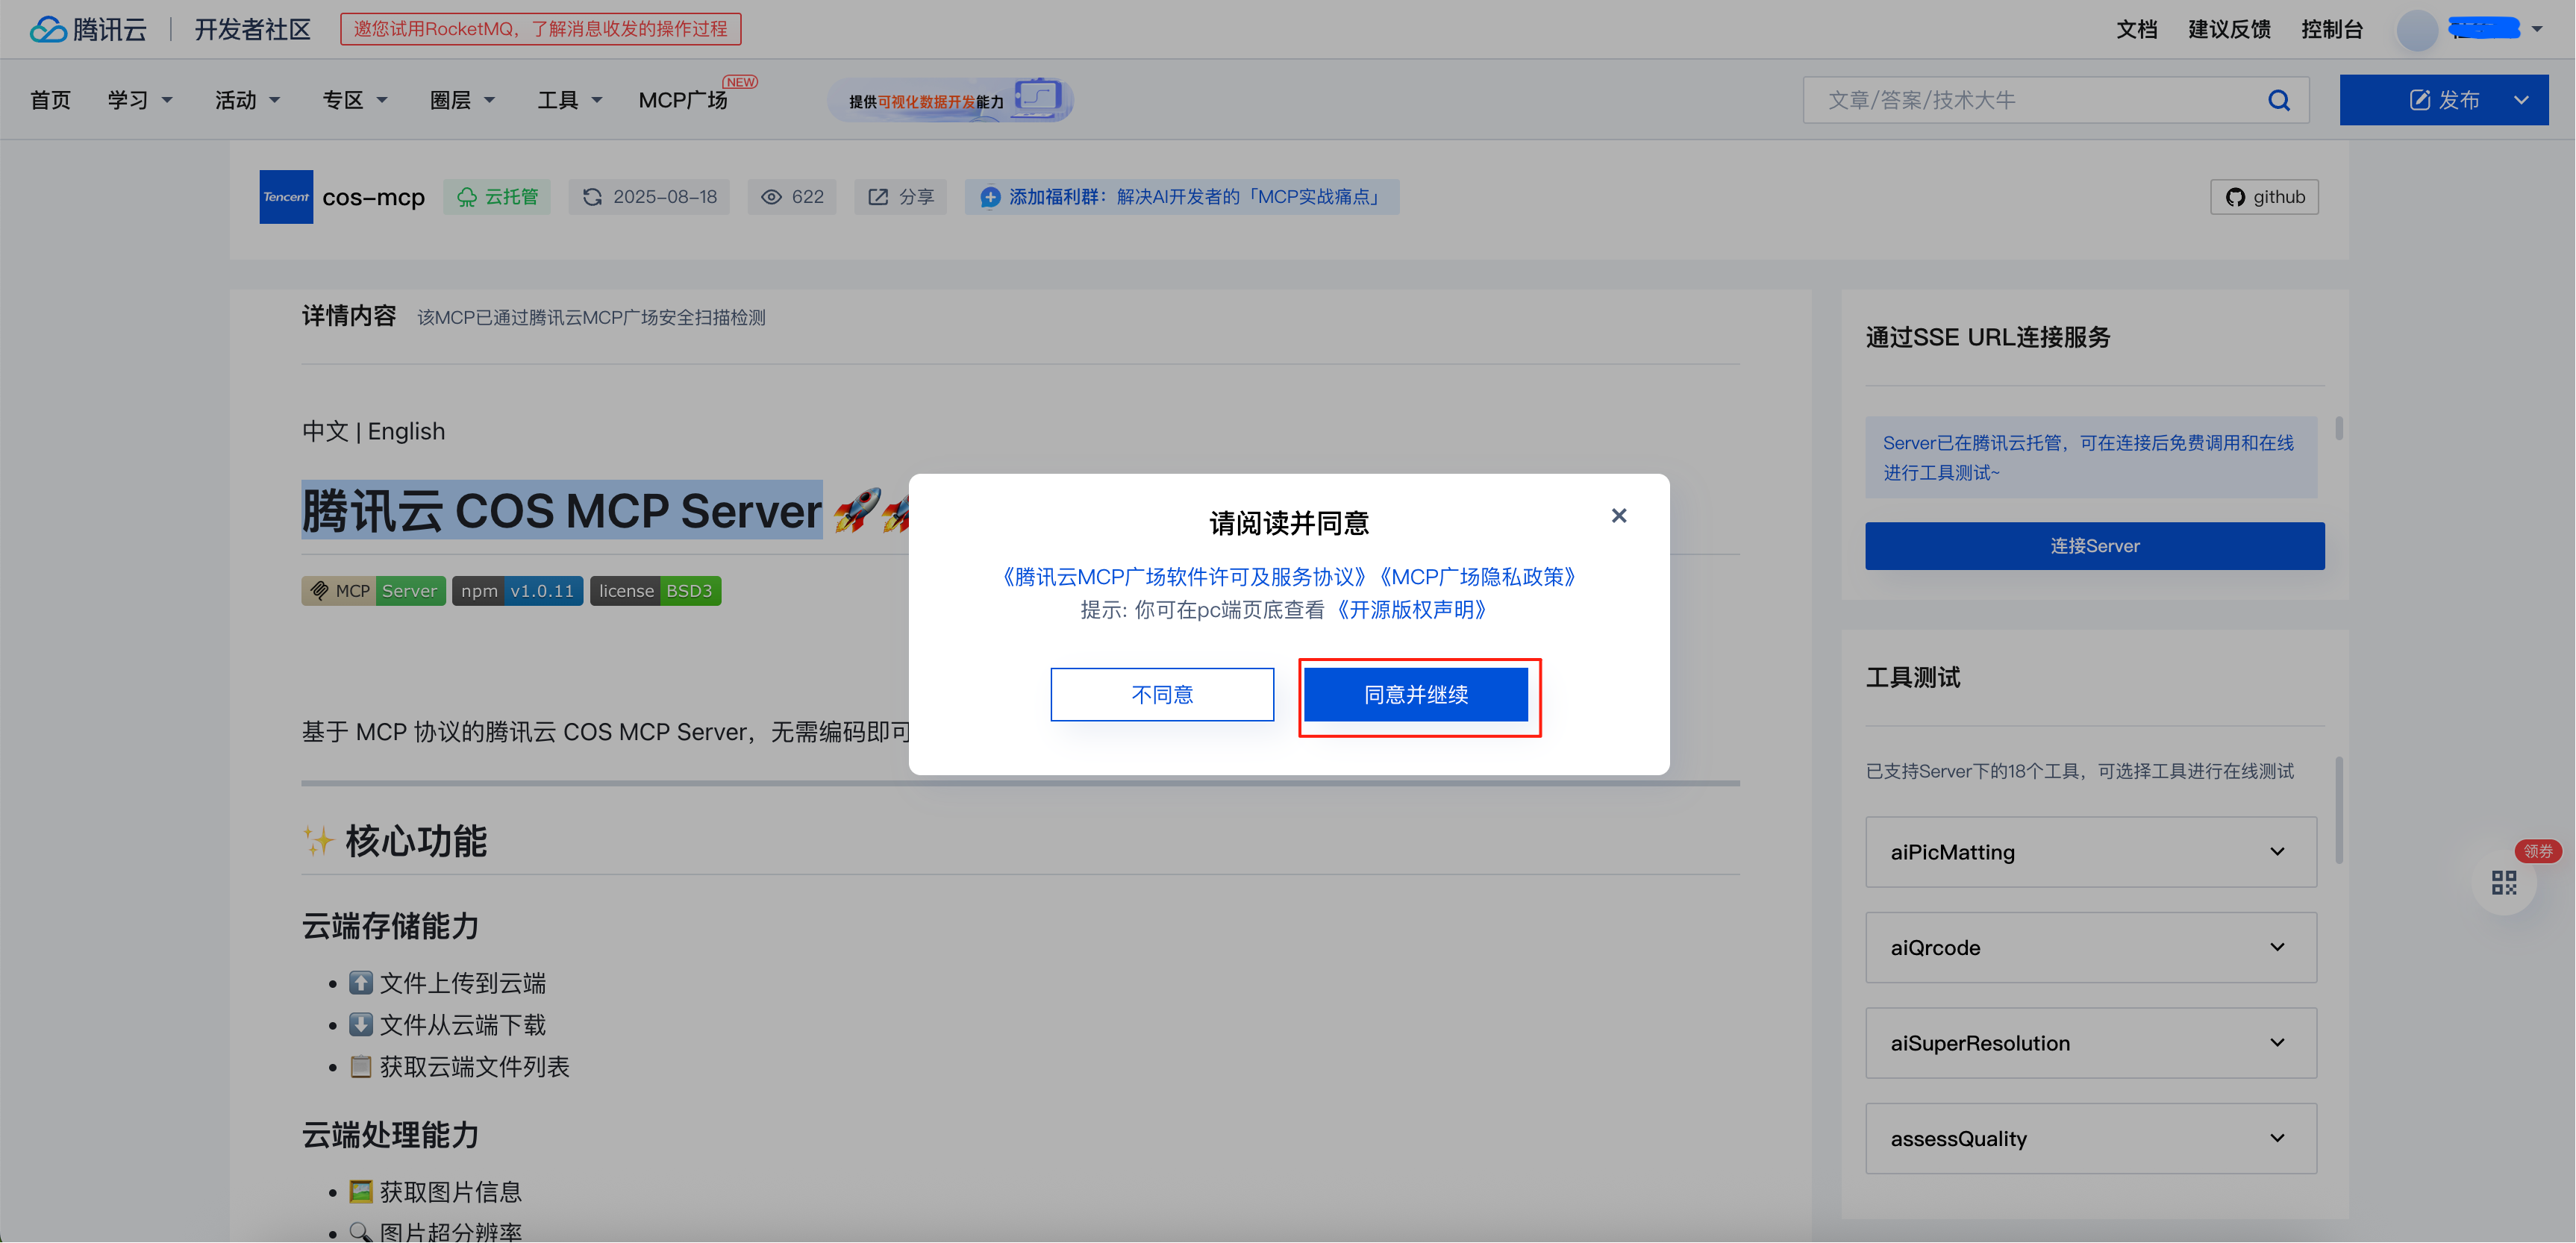 腾讯云 | 开发者社区 邀您试用RocketMQ，了解消息收发的操作过程 文档 建议反馈 控制台
首页 学习 活动 专区 圈层 工具 MCP广场 NEW 提供可视化数据开发能力 文章/答案/技术大牛 发布
Tencent cos-mcp 云托管 2025-08-18 622 分享 添加福利群：解决AI开发者的「MCP实战痛点」 github
详情内容 该MCP已通过腾讯云MCP广场安全扫描检测
中文 | English
腾讯云 COS MCP Server 🚀🚀
MCP Server npm v1.0.11 license BSD3
基于 MCP 协议的腾讯云 COS MCP Server，无需编码即可
✨ 核心功能
云端存储能力
• ⬆️ 文件上传到云端
• ⬇️ 文件从云端下载
• 📋 获取云端文件列表
云端处理能力
• 🖼️ 获取图片信息
• 🔍 图片超分辨率
请阅读并同意
《腾讯云MCP广场软件许可及服务协议》《MCP广场隐私政策》
提示: 你可在pc端页底查看《开源版权声明》
不同意 同意并继续
通过SSE URL连接服务
Server已在腾讯云托管，可在连接后免费调用和在线
进行工具测试~
连接Server
工具测试
已支持Server下的18个工具，可选择工具进行在线测试
aiPicMatting
aiQrcode
aiSuperResolution
assessQuality
领券